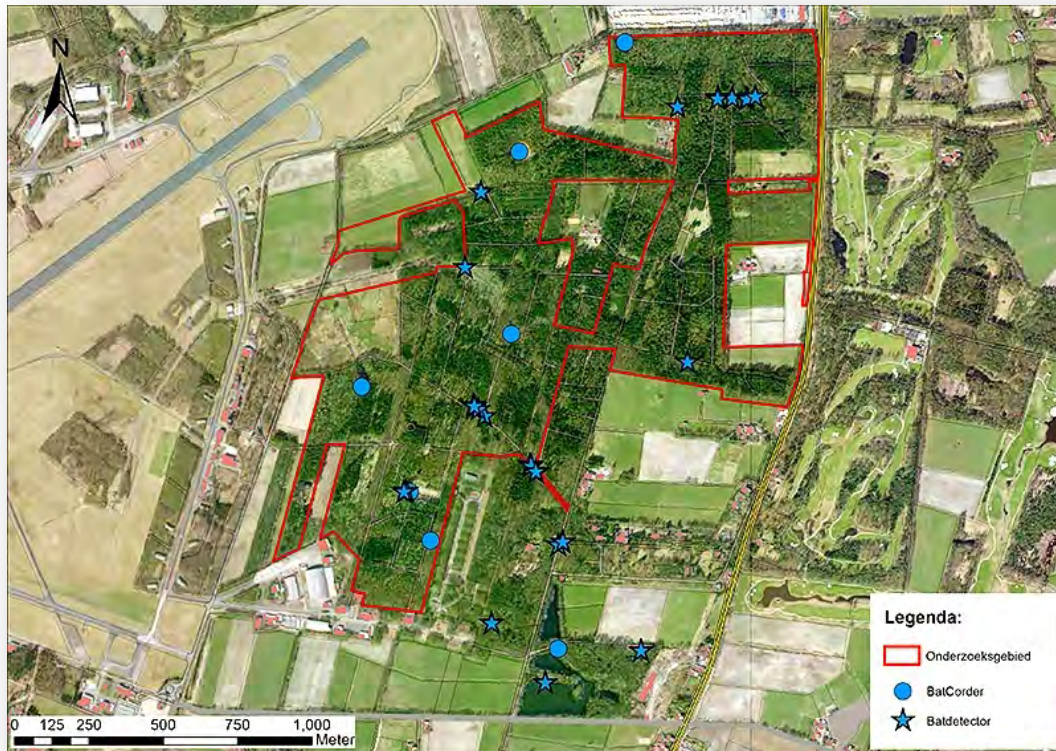 N
Legenda:
Onderzoeksgebied
BatCorder
Batdetector
0 125 250 500 750 1,000
Meter